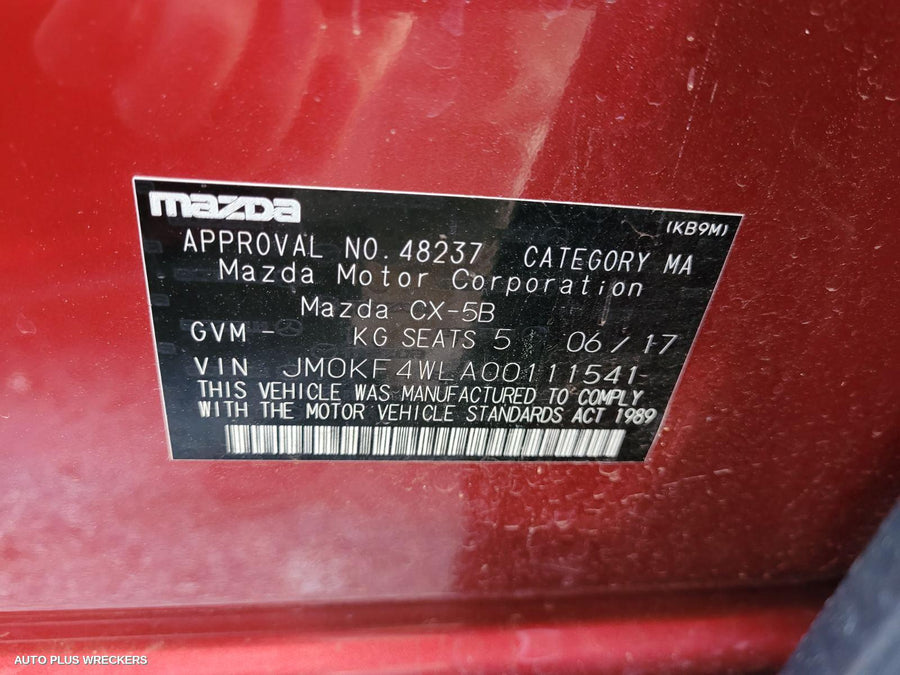 mazda
(KB9M)
APPROVAL NO. 48237 CATEGORY MA
Mazda Motor Corporation
Mazda CX-5B
GVM - KG SEATS 5 06/17
VIN JM0KF4WLA00111541
THIS VEHICLE WAS MANUFACTURED TO COMPLY
WITH THE MOTOR VEHICLE STANDARDS ACT 1989
AUTO PLUS WRECKERS